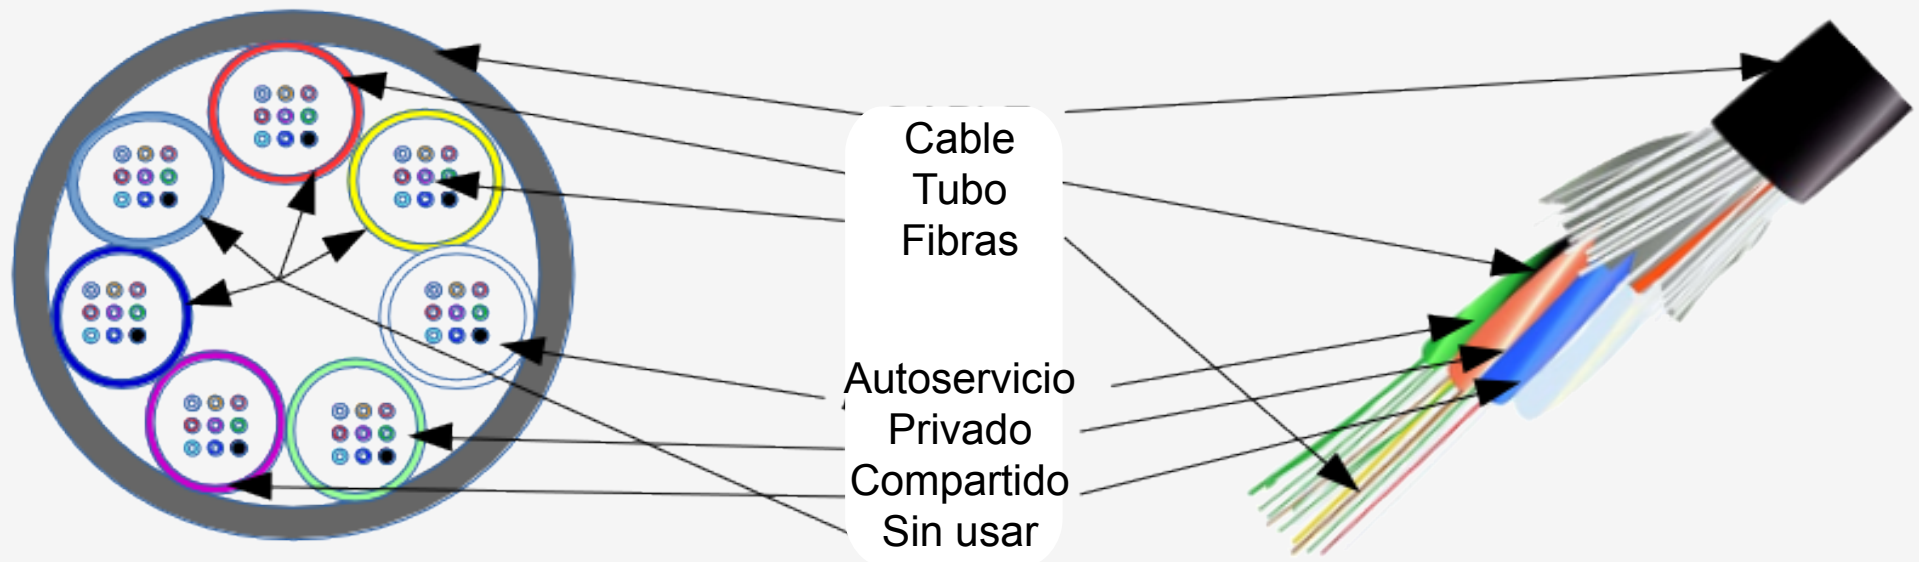 Cable
Tubo
Fibras
Autoservicio
Privado
Compartido
Sin usar